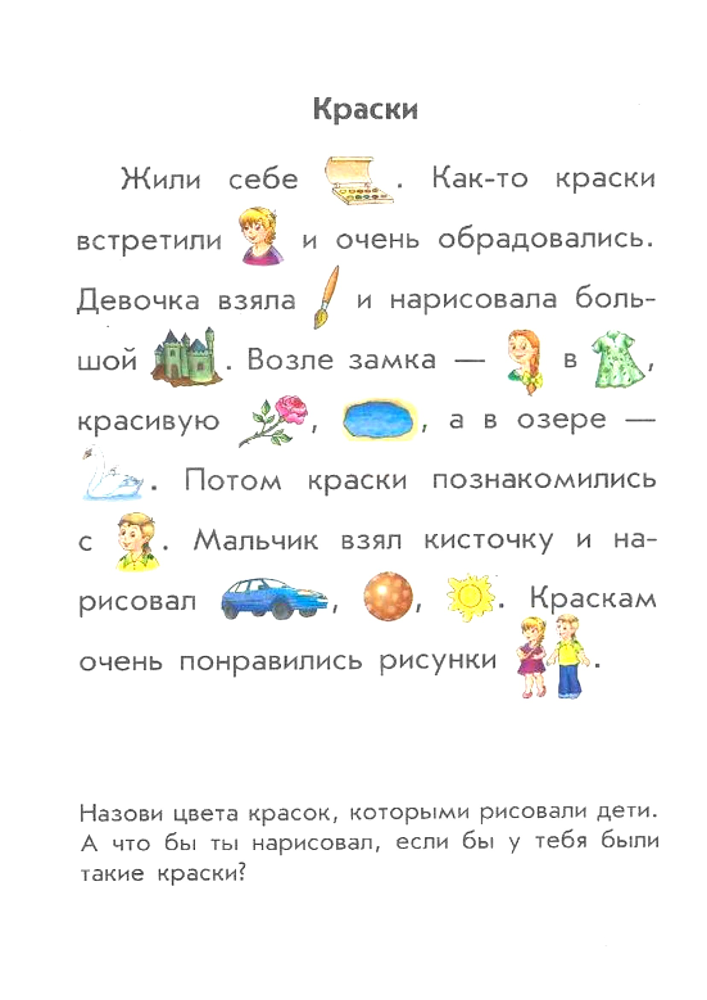 Краски
Жили себе . Как-то краски
встретили и очень обрадовались.
Девочка взяла и нарисовала боль-
шой . Возле замка — в ,
красивую , , а в озере —
. Потом краски познакомились
с . Мальчик взял кисточку и на-
рисовал , , . Краскам
очень понравились рисунки .
Назови цвета красок, которыми рисовали дети.
А что бы ты нарисовал, если бы у тебя были
такие краски?